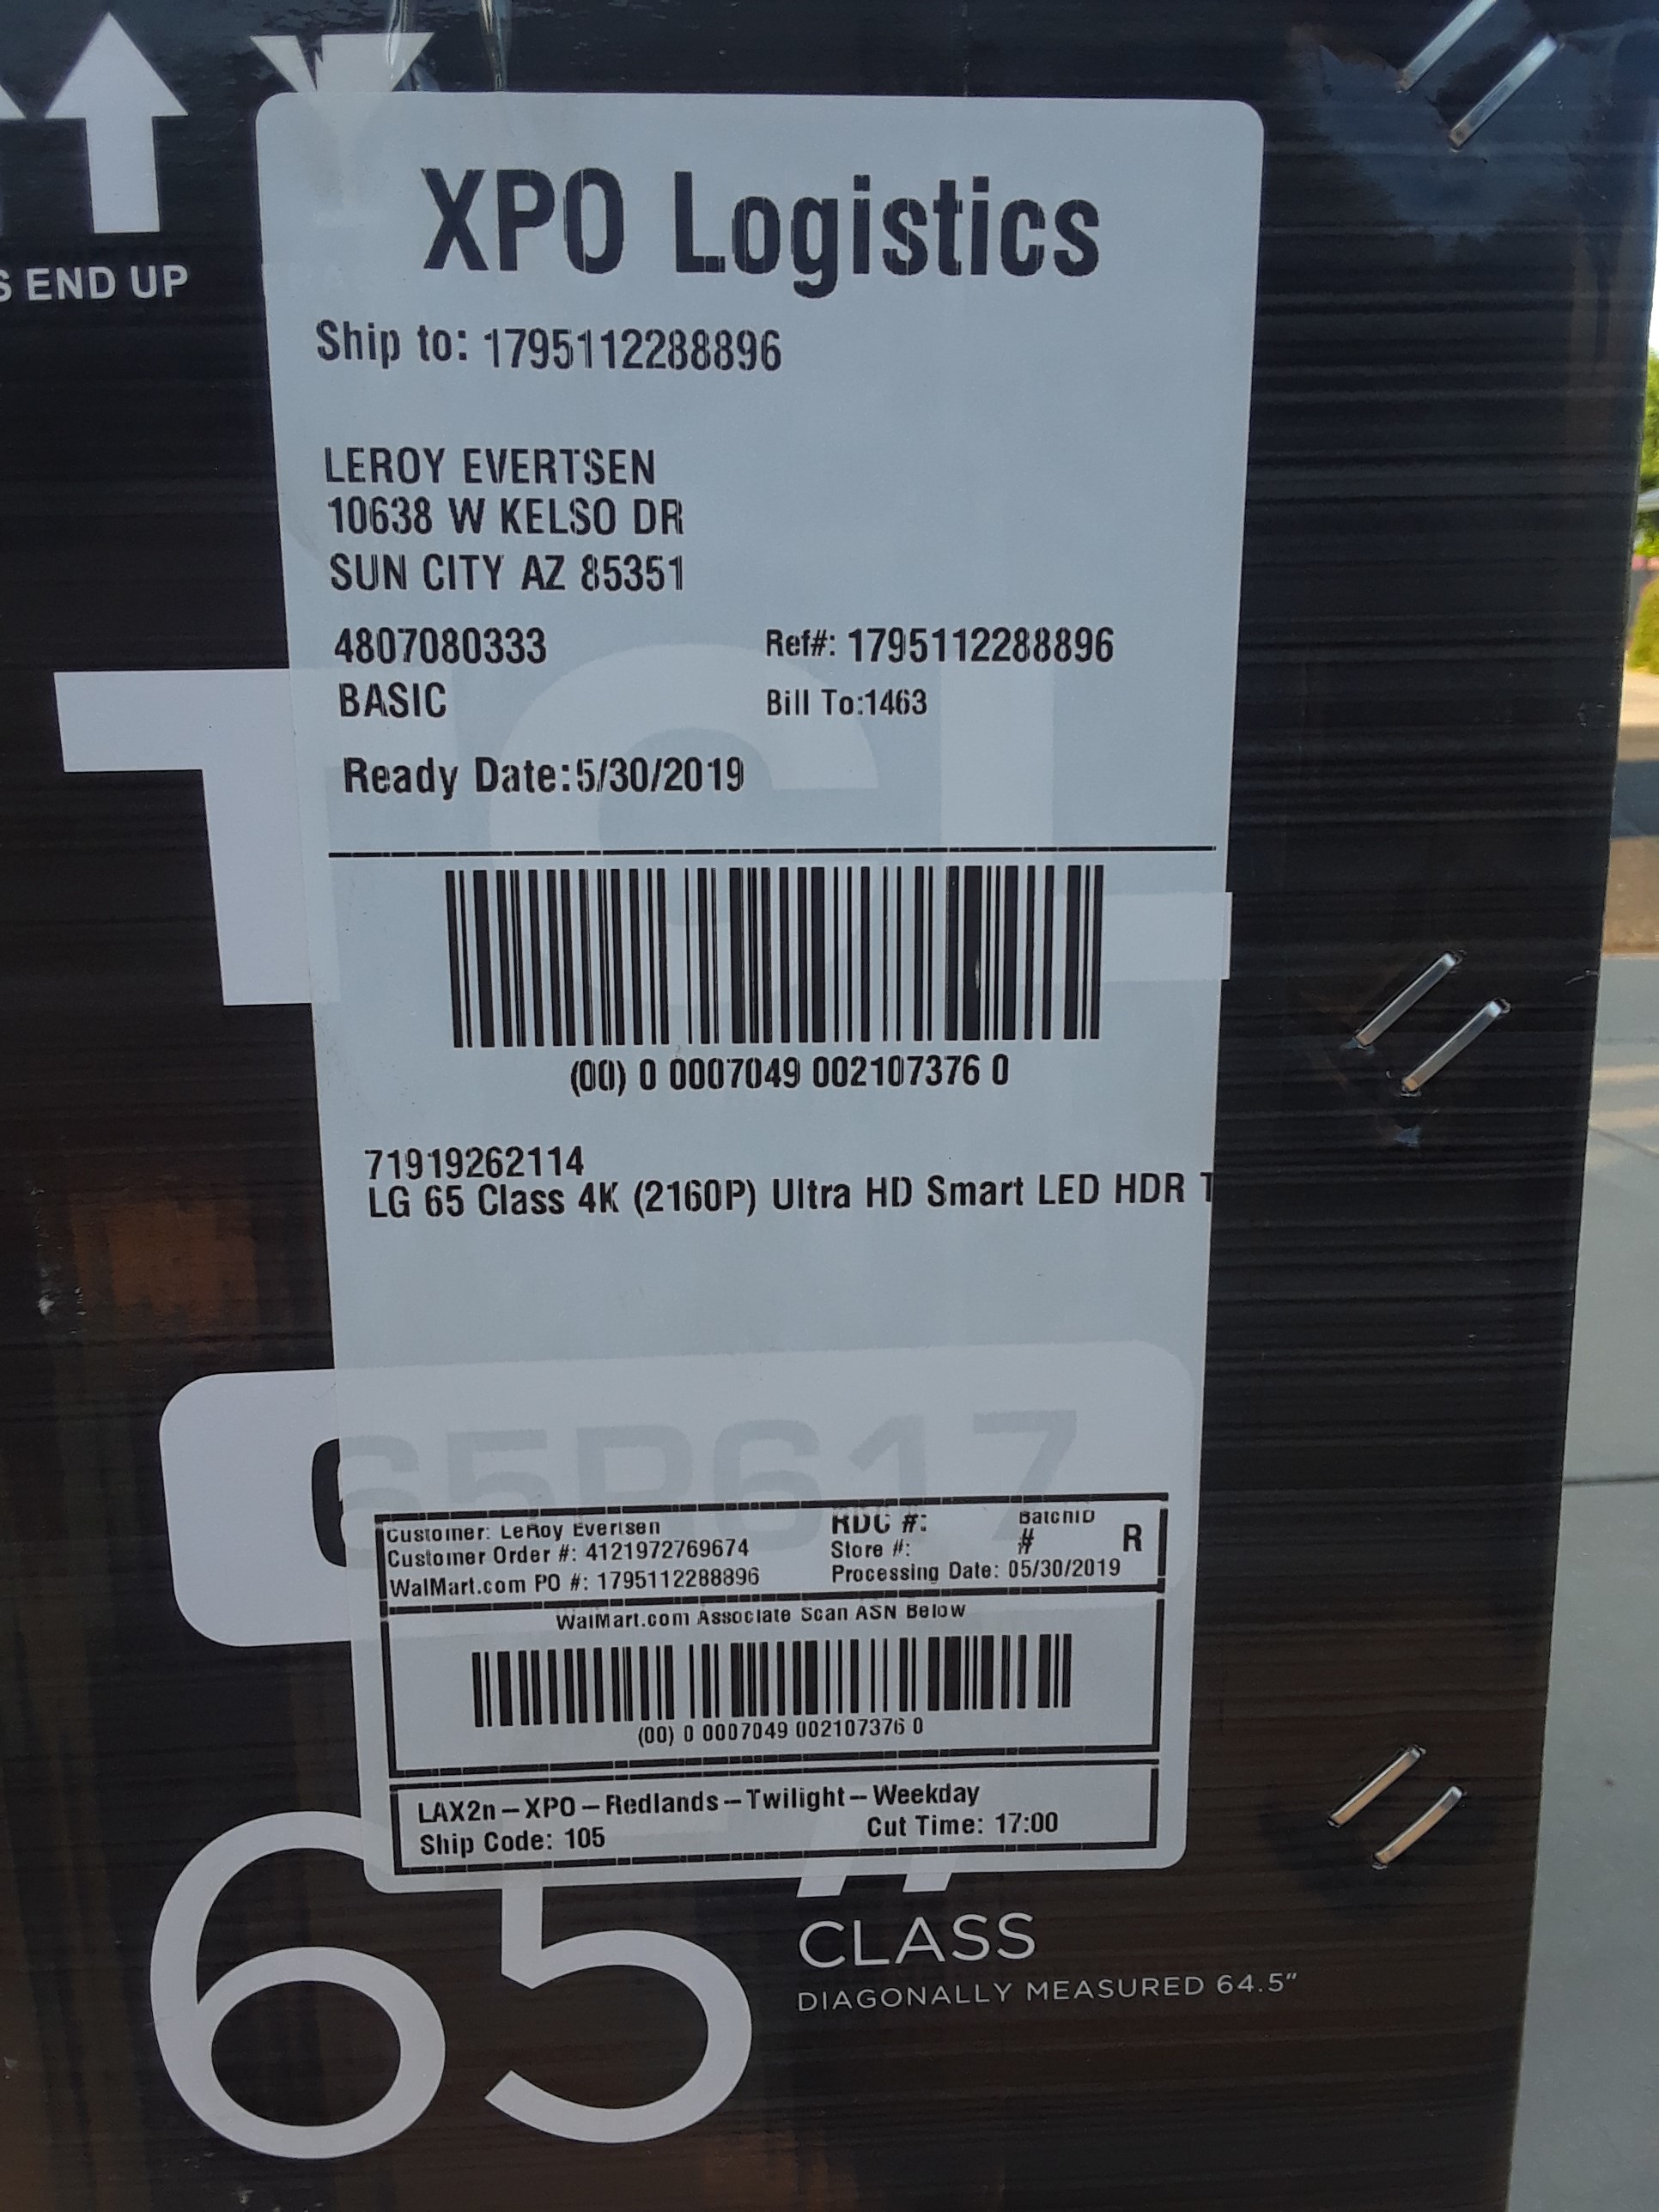 S END UP
XPO Logistics
Ship to: 1795112288896
LEROY EVERTSEN
10638 W KELSO DR
SUN CITY AZ 85351
4807080333 Ref#: 1795112288896
BASIC Bill To:1463
Ready Date:5/30/2019
TCL
(00) 0 0007049 002107376 0
71919262114
LG 65 Class 4K (2160P) Ultra HD Smart LED HDR T
65R617
Customer: LeRoy Evertsen RDC #: BatchID
Customer Order #: 4121972769674 Store #: # R
WalMart.com PO #: 1795112288896 Processing Date: 05/30/2019
WalMart.com Associate Scan ASN Below
(00) 0 0007049 002107376 0
LAX2n-XPO-Redlands-Twilight-Weekday
Ship Code: 105 Cut Time: 17:00
65"
CLASS
DIAGONALLY MEASURED 64.5"